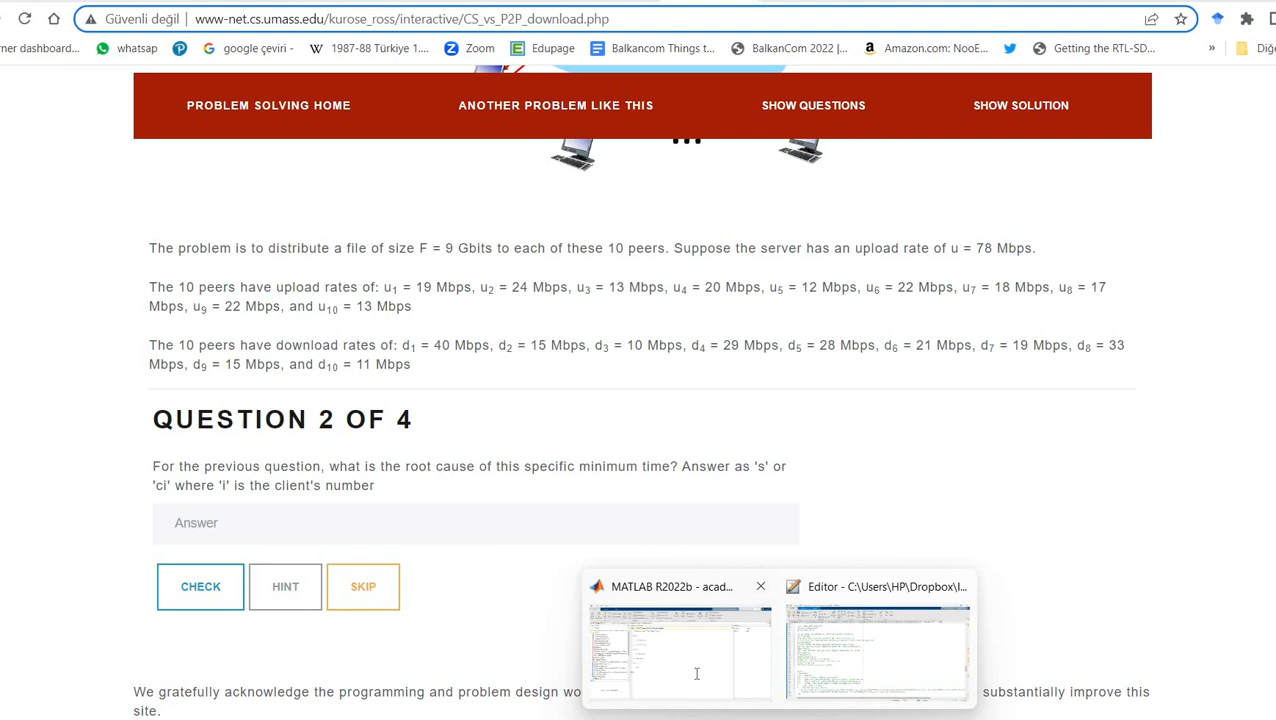 Güvenli değil www-net.cs.umass.edu/kurose_ross/interactive/CS_vs_P2P_download.php
rner dashboard... whatsap google çeviri - 1987-88 Türkiye 1.... Zoom Edupage Balkancom Things t... BalkanCom 2022 |... Amazon.com: NooE... Getting the RTL-SD... » Diğe
PROBLEM SOLVING HOME ANOTHER PROBLEM LIKE THIS SHOW QUESTIONS SHOW SOLUTION
The problem is to distribute a file of size F = 9 Gbits to each of these 10 peers. Suppose the server has an upload rate of u = 78 Mbps.
The 10 peers have upload rates of: u1 = 19 Mbps, u2 = 24 Mbps, u3 = 13 Mbps, u4 = 20 Mbps, u5 = 12 Mbps, u6 = 22 Mbps, u7 = 18 Mbps, u8 = 17
Mbps, u9 = 22 Mbps, and u10 = 13 Mbps
The 10 peers have download rates of: d1 = 40 Mbps, d2 = 15 Mbps, d3 = 10 Mbps, d4 = 29 Mbps, d5 = 28 Mbps, d6 = 21 Mbps, d7 = 19 Mbps, d8 = 33
Mbps, d9 = 15 Mbps, and d10 = 11 Mbps
QUESTION 2 OF 4
For the previous question, what is the root cause of this specific minimum time? Answer as 's' or
'ci' where 'i' is the client's number
Answer
CHECK HINT SKIP
MATLAB R2022b - acad... Editor - C:\Users\HP\Dropbox\I...
We gratefully acknowledge the programming and problem design wo substantially improve this
site.